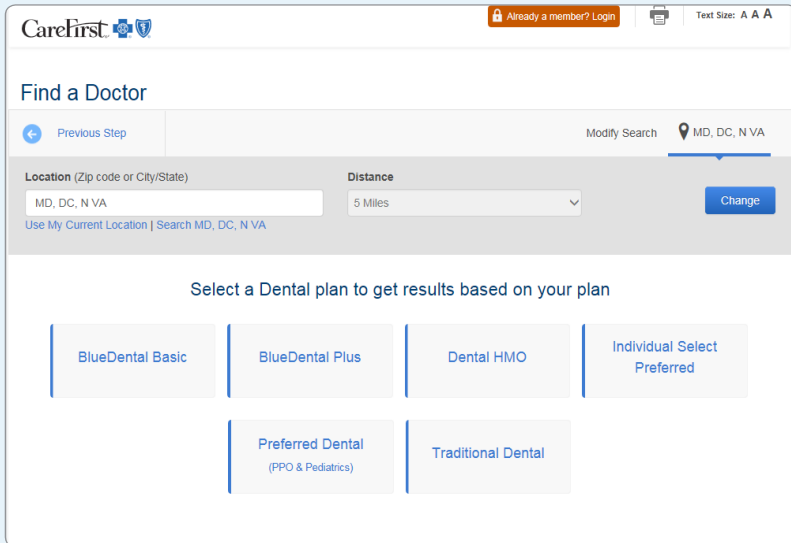 CareFirst
Already a member? Login
Text Size: A A A
Find a Doctor
Previous Step
Modify Search
MD, DC, N VA
Location (Zip code or City/State)
Distance
MD, DC, N VA
5 Miles
Change
Use My Current Location | Search MD, DC, N VA
Select a Dental plan to get results based on your plan
BlueDental Basic
BlueDental Plus
Dental HMO
Individual Select
Preferred
Preferred Dental
(PPO & Pediatrics)
Traditional Dental